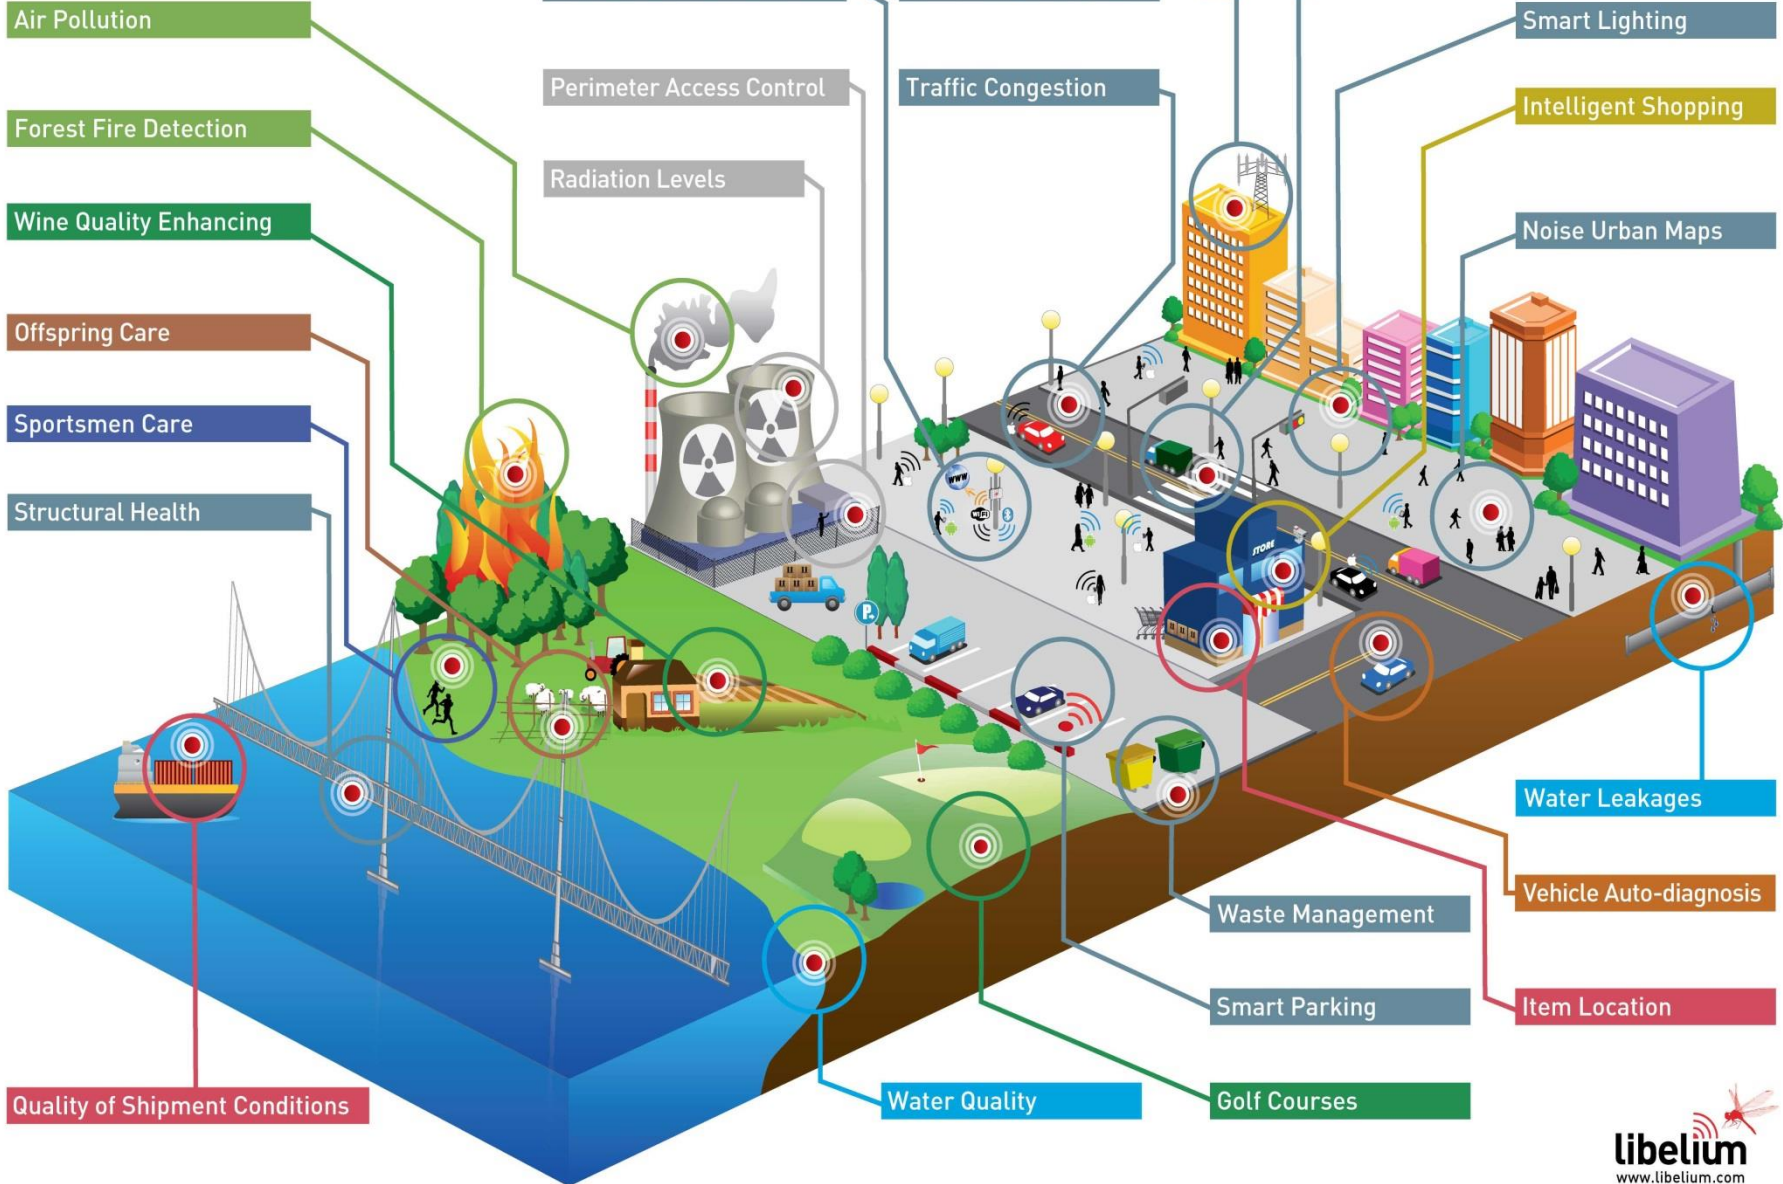 Air Pollution
Smart Lighting
Perimeter Access Control
Traffic Congestion
Intelligent Shopping
Forest Fire Detection
Radiation Levels
Wine Quality Enhancing
Noise Urban Maps
Offspring Care
Sportsmen Care
Structural Health
WWW
WiFi
STORE
P
Water Leakages
Vehicle Auto-diagnosis
Waste Management
Smart Parking
Item Location
Quality of Shipment Conditions
Water Quality
Golf Courses
libelium
www.libelium.com